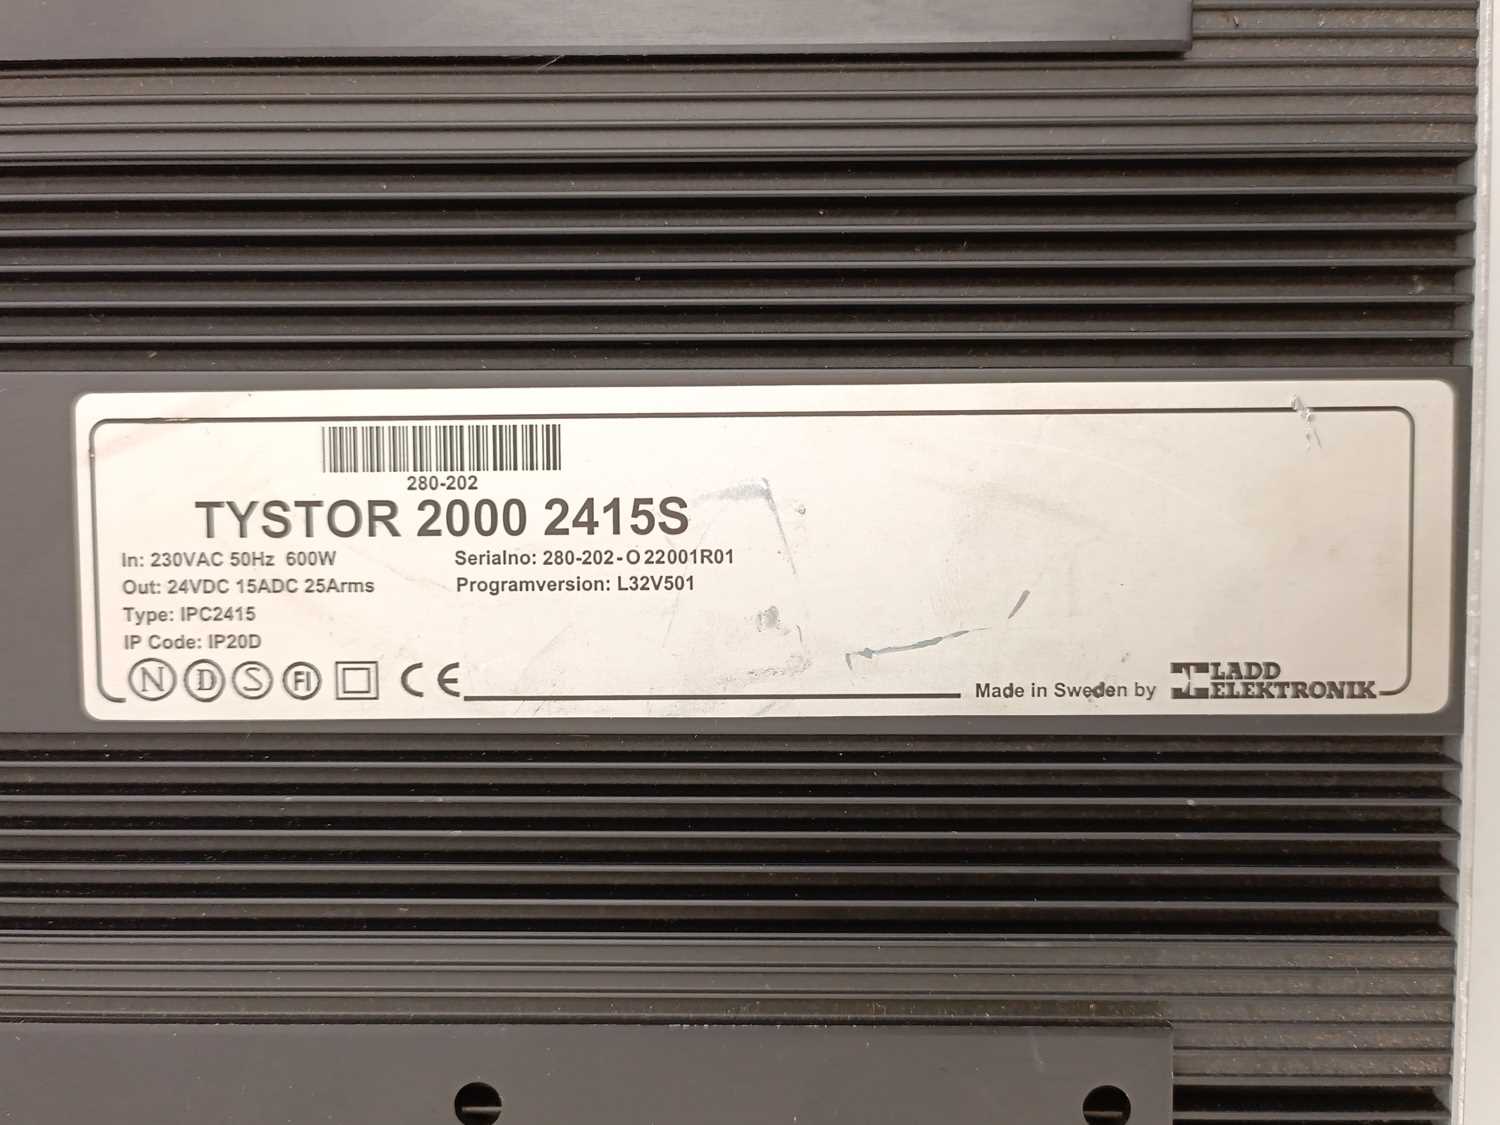 280-202
TYSTOR 2000 2415S
In: 230VAC 50Hz 600W
Out: 24VDC 15ADC 25Arms
Type: IPC2415
IP Code: IP20D
Serialno: 280-202-O22001R01
Programversion: L32V501
N D S FI CE
Made in Sweden by LADD ELEKTRONIK